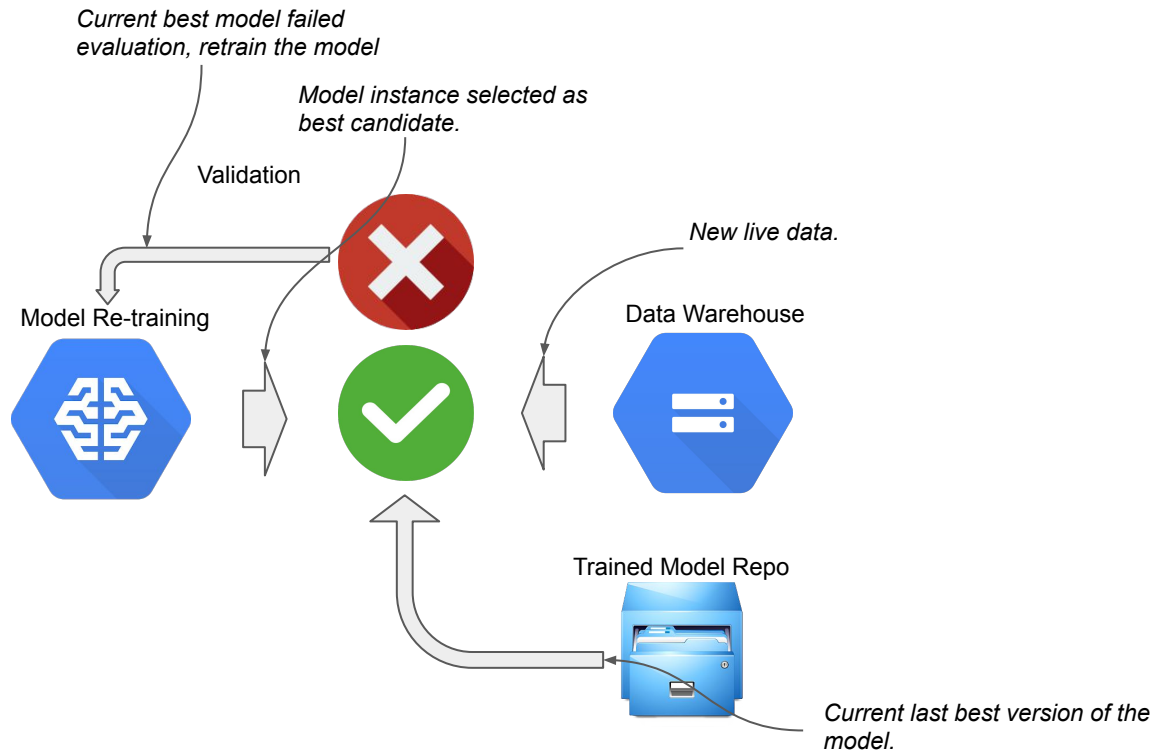 Current best model failed
evaluation, retrain the model
Model instance selected as
best candidate.
Validation
New live data.
Model Re-training
Data Warehouse
Trained Model Repo
Current last best version of the
model.